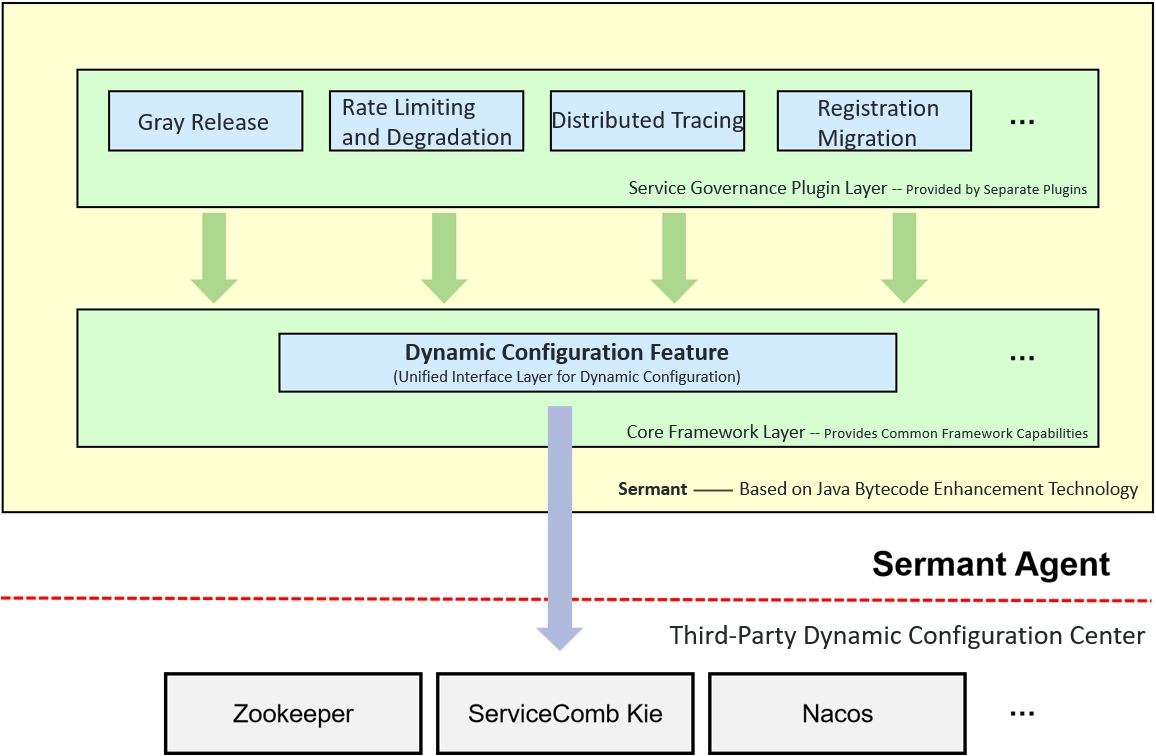 Gray Release
Rate Limiting
and Degradation
Distributed Tracing
Registration
Migration
...
Service Governance Plugin Layer -- Provided by Separate Plugins
Dynamic Configuration Feature
(Unified Interface Layer for Dynamic Configuration)
...
Core Framework Layer -- Provides Common Framework Capabilities
Sermant —— Based on Java Bytecode Enhancement Technology
Sermant Agent
Third-Party Dynamic Configuration Center
Zookeeper
ServiceComb Kie
Nacos
...